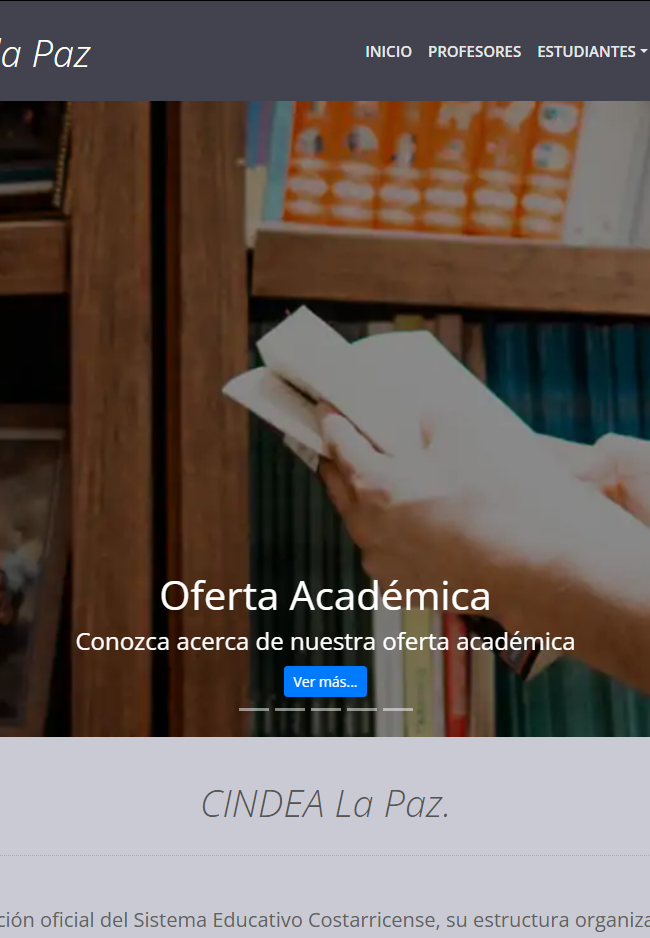 la Paz
INICIO PROFESORES ESTUDIANTES
Oferta Académica
Conozca acerca de nuestra oferta académica
Ver más...
CINDEA La Paz.
ción oficial del Sistema Educativo Costarricense, su estructura organiza